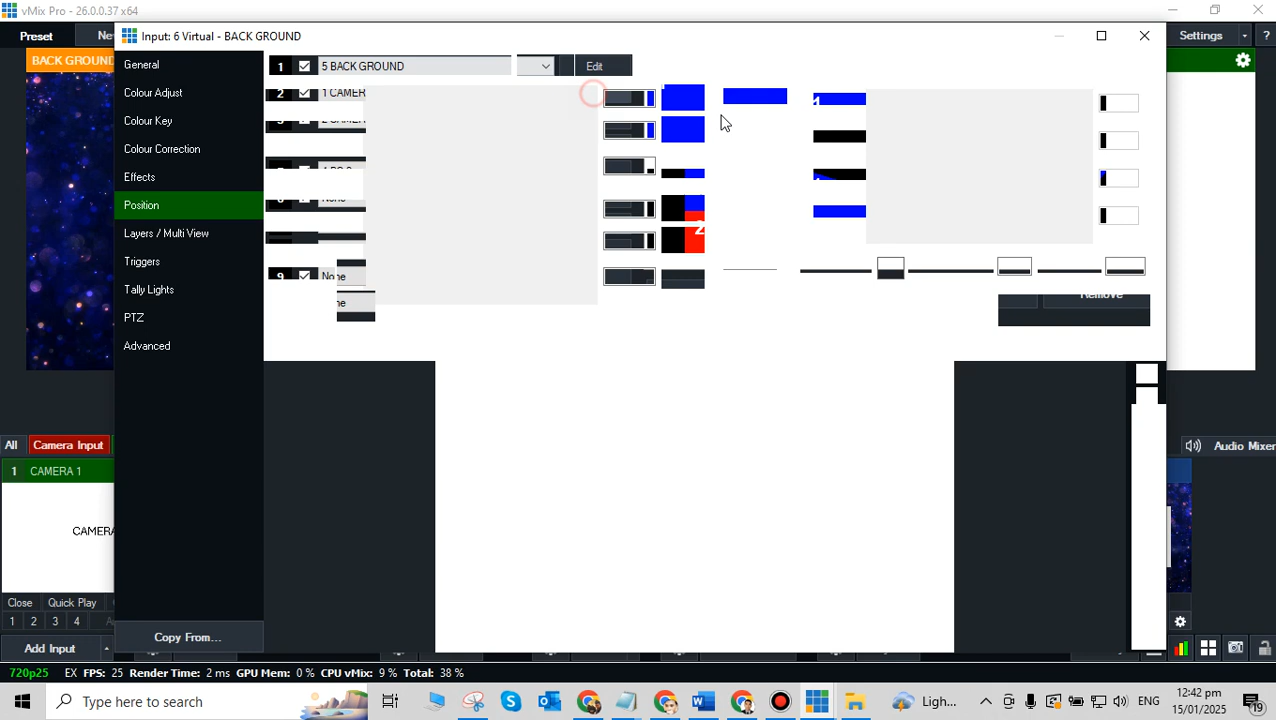 vMix Pro - 26.0.0.37 x64
Preset
Settings
?
Input: 6 Virtual - BACK GROUND
BACK GROUND
General
Colour Adjust
Colour Key
Colour Correction
Effects
Position
Layers / Multi View
Triggers
Tally Lights
PTZ
Advanced
Copy From...
1
5 BACK GROUND
Edit
2
9
None
Remove
2
All
Camera Input
Audio Mixer
1
CAMERA 1
Close
Quick Play
1
2
3
4
Add Input
720p25
EX
FPS: 25
Render Time: 2 ms
GPU Mem: 0 %
CPU vMix: 9 %
Total: 38 %
Type here to search
Ligh...
ENG
12:42 pm
15/01/2025
19